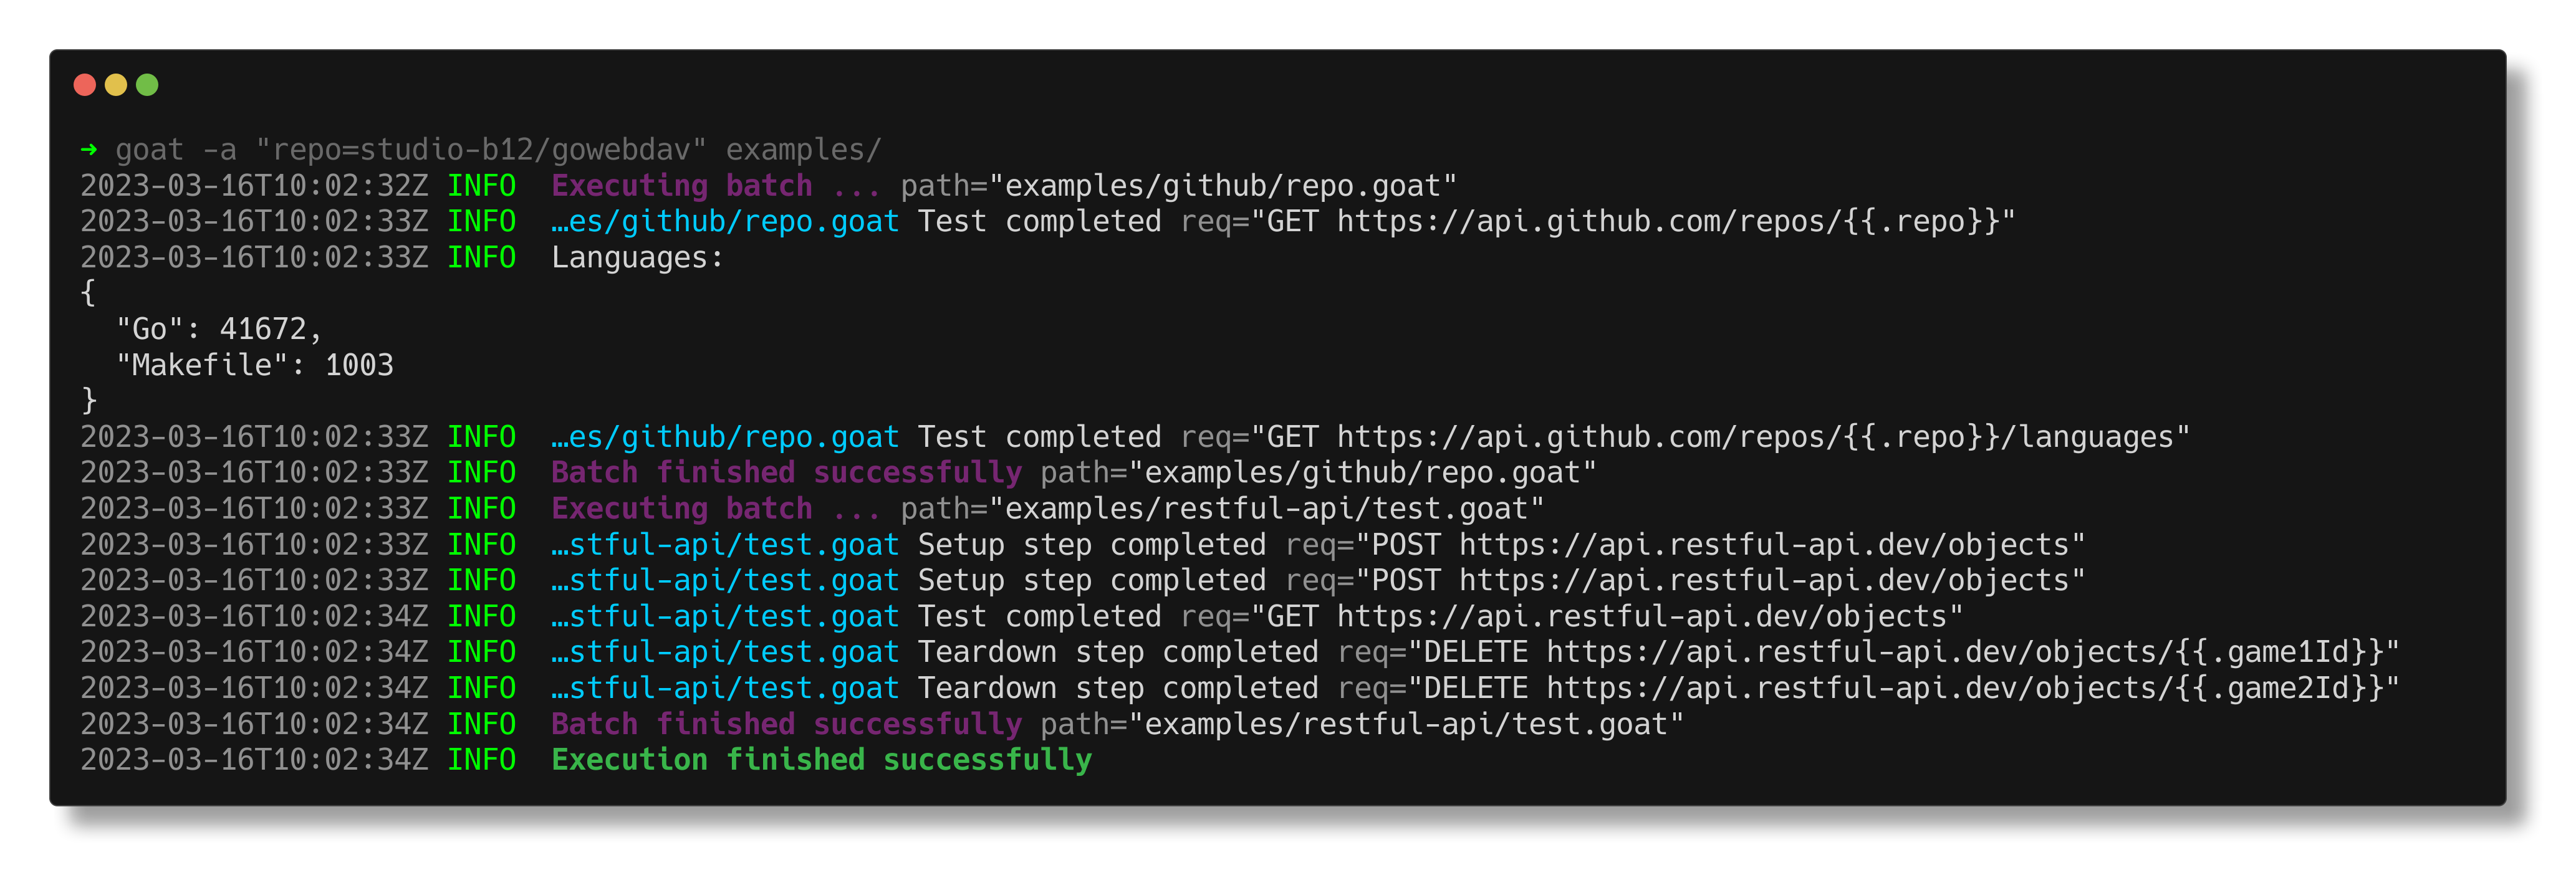 ➜ goat -a "repo=studio-b12/gowebdav" examples/
2023-03-16T10:02:32Z INFO  Executing batch ... path="examples/github/repo.goat"
2023-03-16T10:02:33Z INFO  …es/github/repo.goat Test completed req="GET https://api.github.com/repos/{{.repo}}"
2023-03-16T10:02:33Z INFO  Languages:
{
  "Go": 41672,
  "Makefile": 1003
}
2023-03-16T10:02:33Z INFO  …es/github/repo.goat Test completed req="GET https://api.github.com/repos/{{.repo}}/languages"
2023-03-16T10:02:33Z INFO  Batch finished successfully path="examples/github/repo.goat"
2023-03-16T10:02:33Z INFO  Executing batch ... path="examples/restful-api/test.goat"
2023-03-16T10:02:33Z INFO  …stful-api/test.goat Setup step completed req="POST https://api.restful-api.dev/objects"
2023-03-16T10:02:33Z INFO  …stful-api/test.goat Setup step completed req="POST https://api.restful-api.dev/objects"
2023-03-16T10:02:34Z INFO  …stful-api/test.goat Test completed req="GET https://api.restful-api.dev/objects"
2023-03-16T10:02:34Z INFO  …stful-api/test.goat Teardown step completed req="DELETE https://api.restful-api.dev/objects/{{.game1Id}}"
2023-03-16T10:02:34Z INFO  …stful-api/test.goat Teardown step completed req="DELETE https://api.restful-api.dev/objects/{{.game2Id}}"
2023-03-16T10:02:34Z INFO  Batch finished successfully path="examples/restful-api/test.goat"
2023-03-16T10:02:34Z INFO  Execution finished successfully